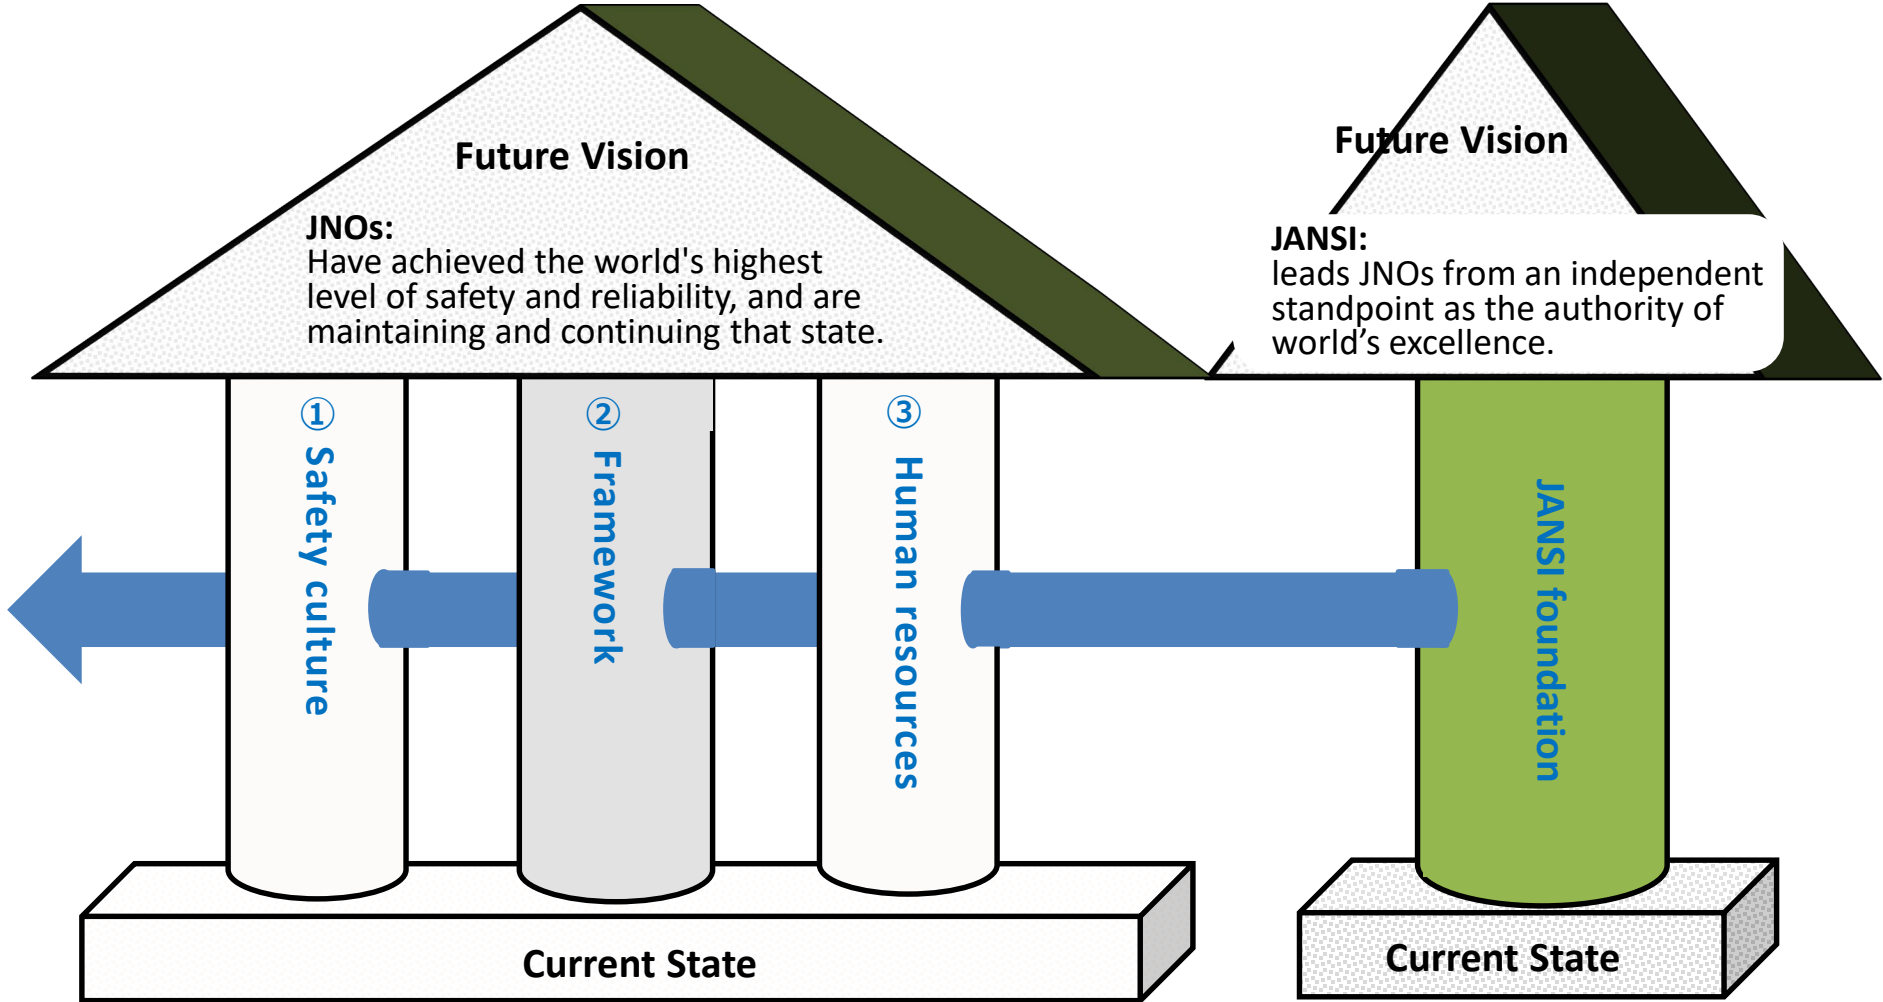 Future Vision
JNOs:
Have achieved the world's highest
level of safety and reliability, and are
maintaining and continuing that state.
Future Vision
JANSI:
leads JNOs from an independent
standpoint as the authority of
world’s excellence.
① Safety culture
② Framework
③ Human resources
JANSI foundation
Current State
Current State